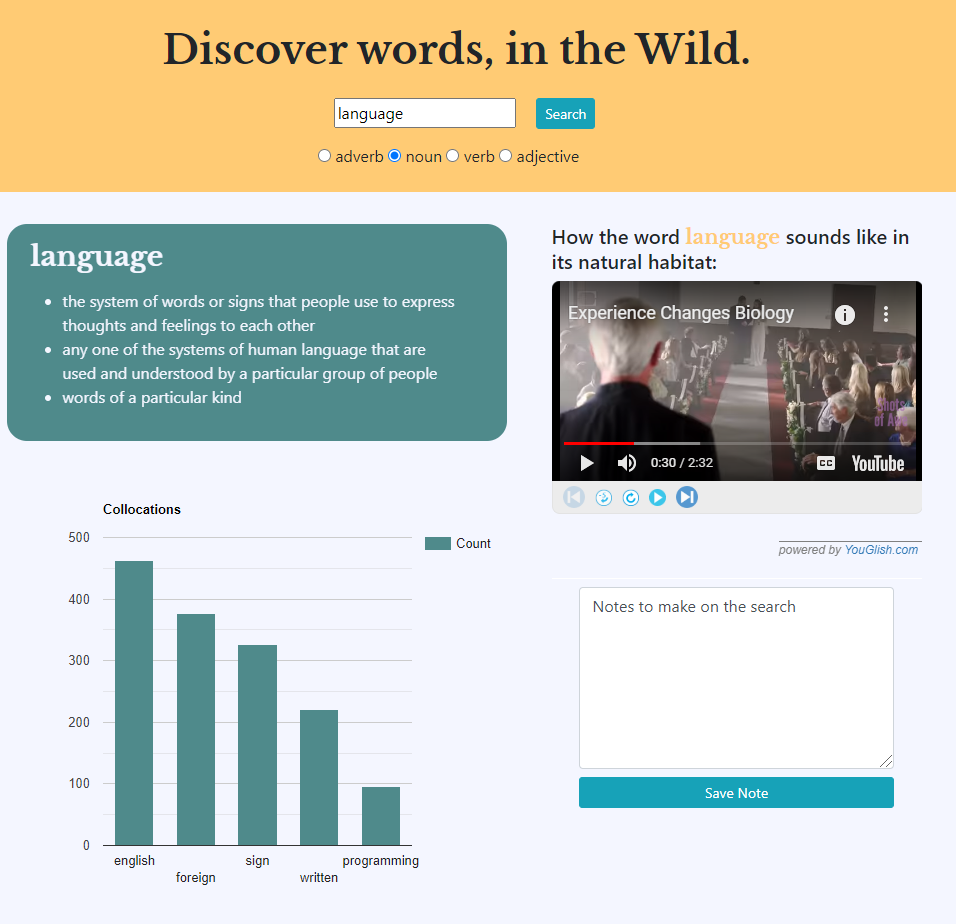 Discover words, in the Wild.
language
Search
adverb noun verb adjective
language
the system of words or signs that people use to express
thoughts and feelings to each other
any one of the systems of human language that are
used and understood by a particular group of people
words of a particular kind
How the word language sounds like in
its natural habitat:
Experience Changes Biology
Shots
of Awe
0:30 / 2:32
CC
YouTube
powered by YouGlish.com
Notes to make on the search
Save Note
Collocations
500
400
300
200
100
0
Count
english
foreign
sign
written
programming